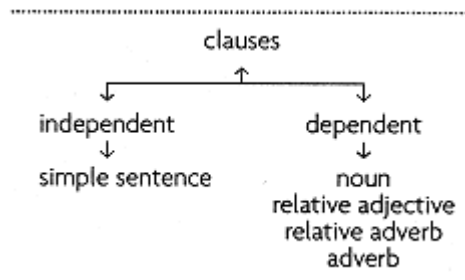 clauses
independent dependent
simple sentence noun
relative adjective
relative adverb
adverb